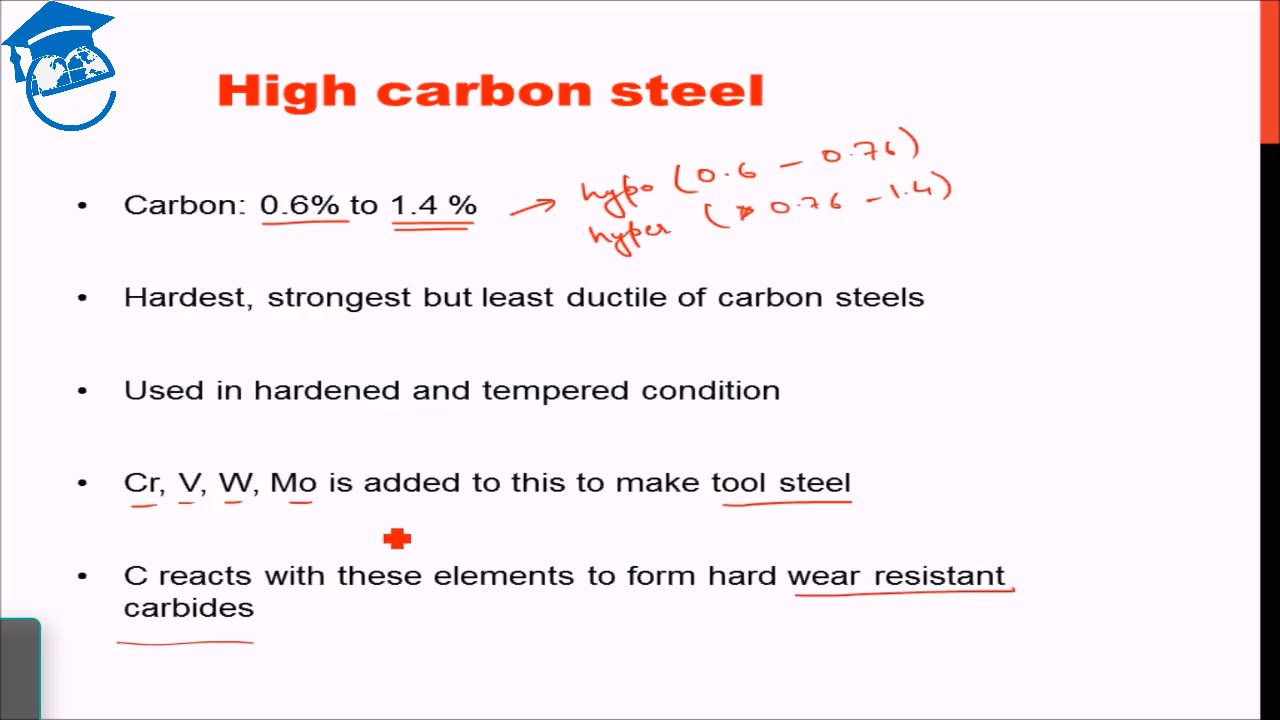 High carbon steel
• Carbon: 0.6% to 1.4 % → hypo (0.6 – 0.76)
hyper (0.76 – 1.4)
• Hardest, strongest but least ductile of carbon steels
• Used in hardened and tempered condition
• Cr, V, W, Mo is added to this to make tool steel
• C reacts with these elements to form hard wear resistant
carbides